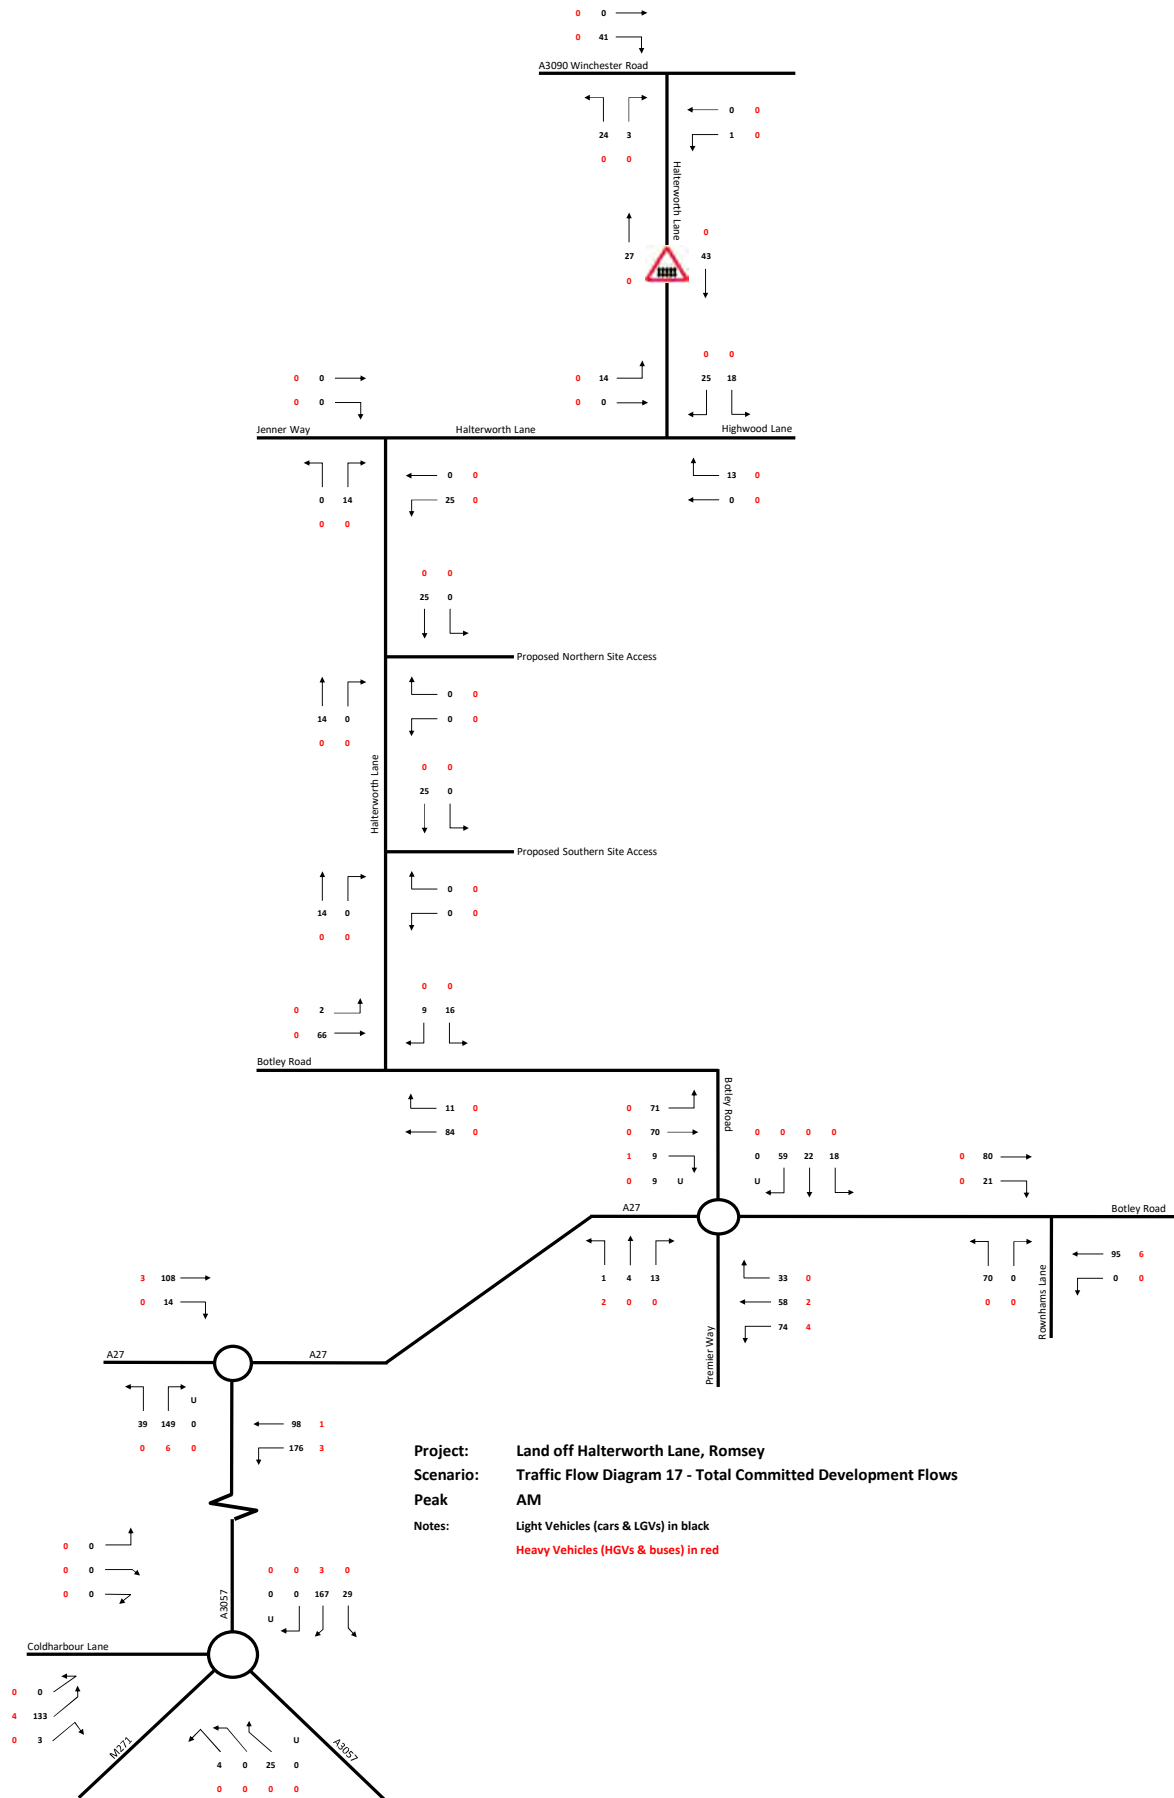 0 0
0 41
A3090 Winchester Road
0 0
24 3
1 0
0 0
Halterworth Lane
0
27
43
0
0 0
0 0
0 14
25 18
0 0
0 0
Jenner Way
Halterworth Lane
Highwood Lane
0 0
13 0
0 14
25 0
0 0
0 0
0 0
25 0
Proposed Northern Site Access
0 0
14 0
0 0
0 0
Halterworth Lane
0 0
25 0
Proposed Southern Site Access
0 0
14 0
0 0
0 0
0 0
0 2
9 16
0 66
Botley Road
Botley Road
11 0
0 71
84 0
0 70
0 0 0 0
1 9
0 59 22 18
0 80
0 9 U
U
0 21
A27
Botley Road
95 6
1 4 13
33 0
70 0
0 0
2 0 0
58 2
0 0
74 4
Premier Way
Rownhams Lane
3 108
0 14
A27
A27
U
39 149 0
98 1
0 6 0
176 3
Project: Land off Halterworth Lane, Romsey
Scenario: Traffic Flow Diagram 17 - Total Committed Development Flows
Peak AM
Notes: Light Vehicles (cars & LGVs) in black
Heavy Vehicles (HGVs & buses) in red
0 0
0 0
0 0 3 0
0 0
0 0 167 29
U
A3057
Coldharbour Lane
0 0
4 133
0 3
M271
A3057
U
4 0 25 0
0 0 0 0